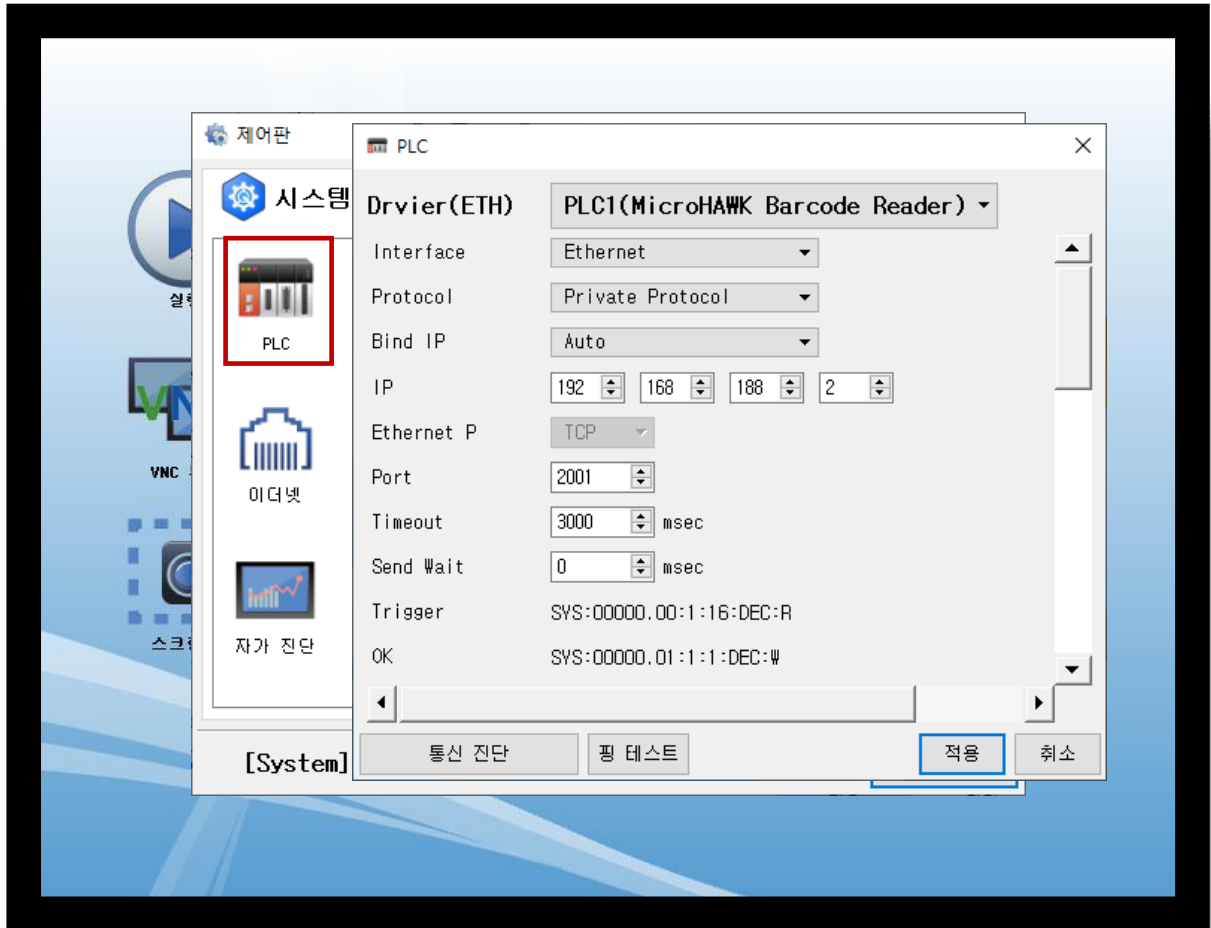 제어판
PLC
시스템
Drvier(ETH) PLC1(MicroHAWK Barcode Reader)
Interface Ethernet
Protocol Private Protocol
Bind IP Auto
IP 192 168 188 2
Ethernet P TCP
Port 2001
Timeout 3000 msec
Send Wait 0 msec
Trigger SYS:00000.00:1:16:DEC:R
OK SYS:00000.01:1:1:DEC:W
PLC
이더넷
자가 진단
VNC
스크린
[System]
통신 진단 핑 테스트 적용 취소